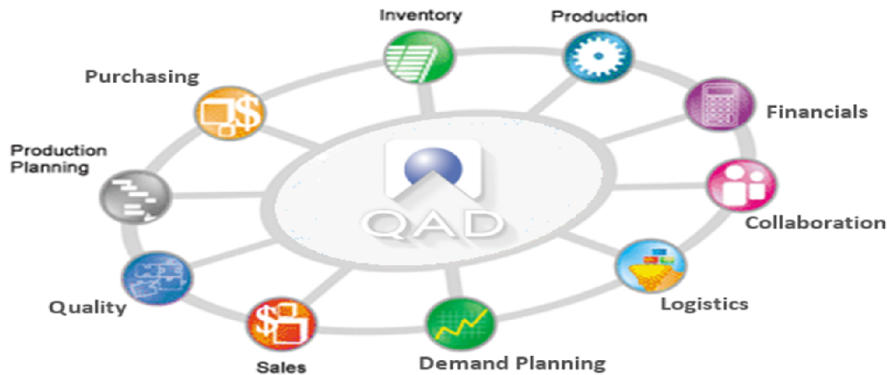 Inventory
Production
Purchasing
Financials
Production
Planning
QAD
Collaboration
Quality
Logistics
Sales
Demand Planning